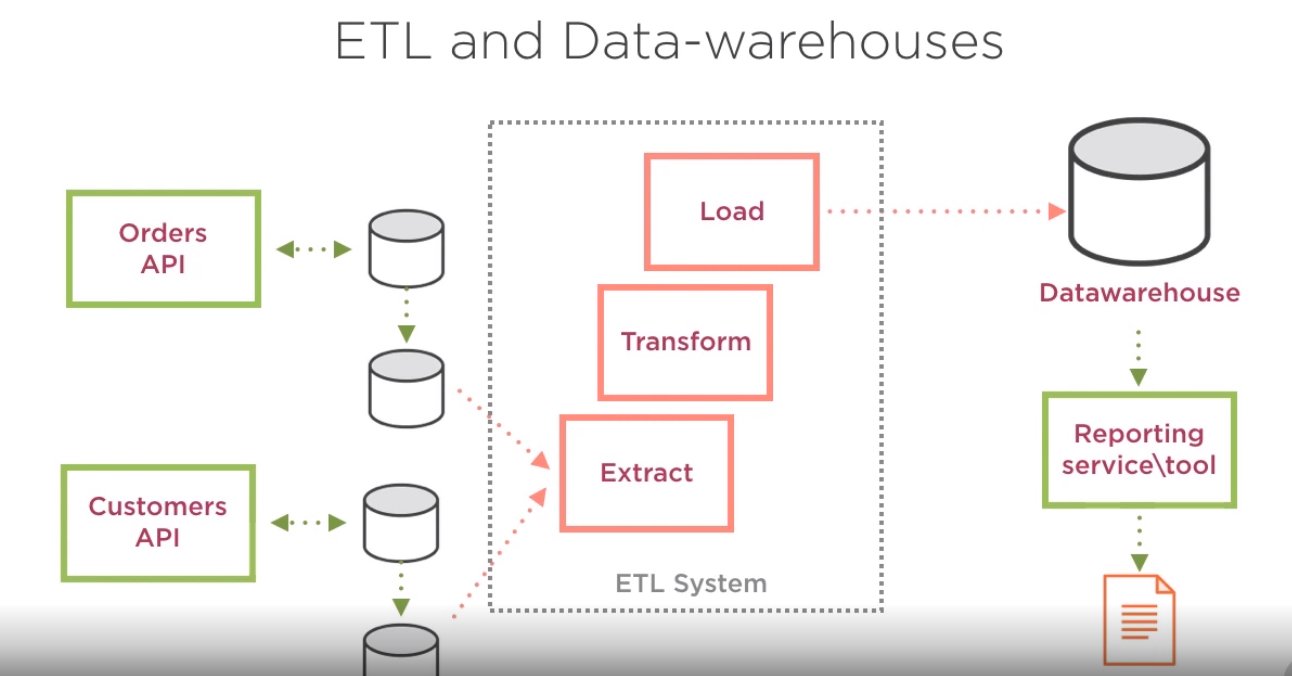 ETL and Data-warehouses
Orders
API
Customers
API
Load
Transform
Extract
ETL System
Datawarehouse
Reporting
service\tool